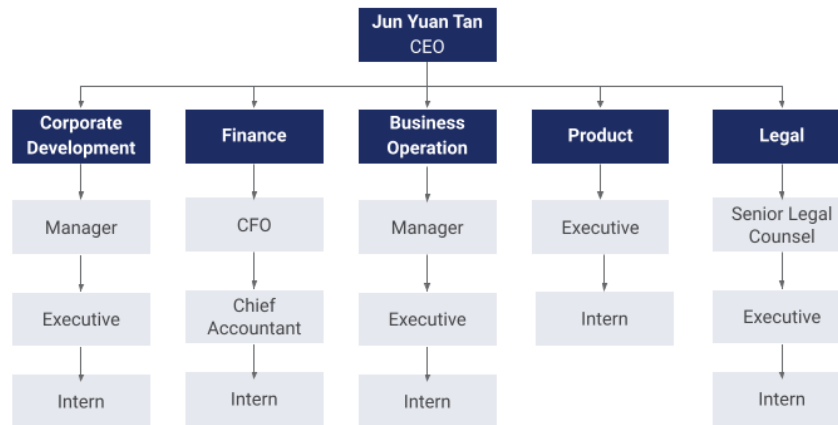 Jun Yuan Tan
CEO
Corporate
Development
Finance
Business
Operation
Product
Legal
Manager
CFO
Manager
Executive
Senior Legal
Counsel
Executive
Chief
Accountant
Executive
Intern
Executive
Intern
Intern
Intern
Intern